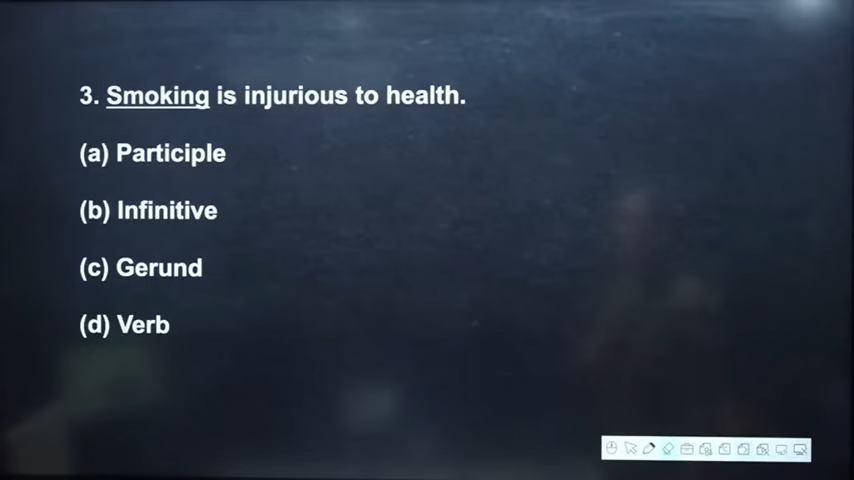 3. Smoking is injurious to health.
(a) Participle
(b) Infinitive
(c) Gerund
(d) Verb